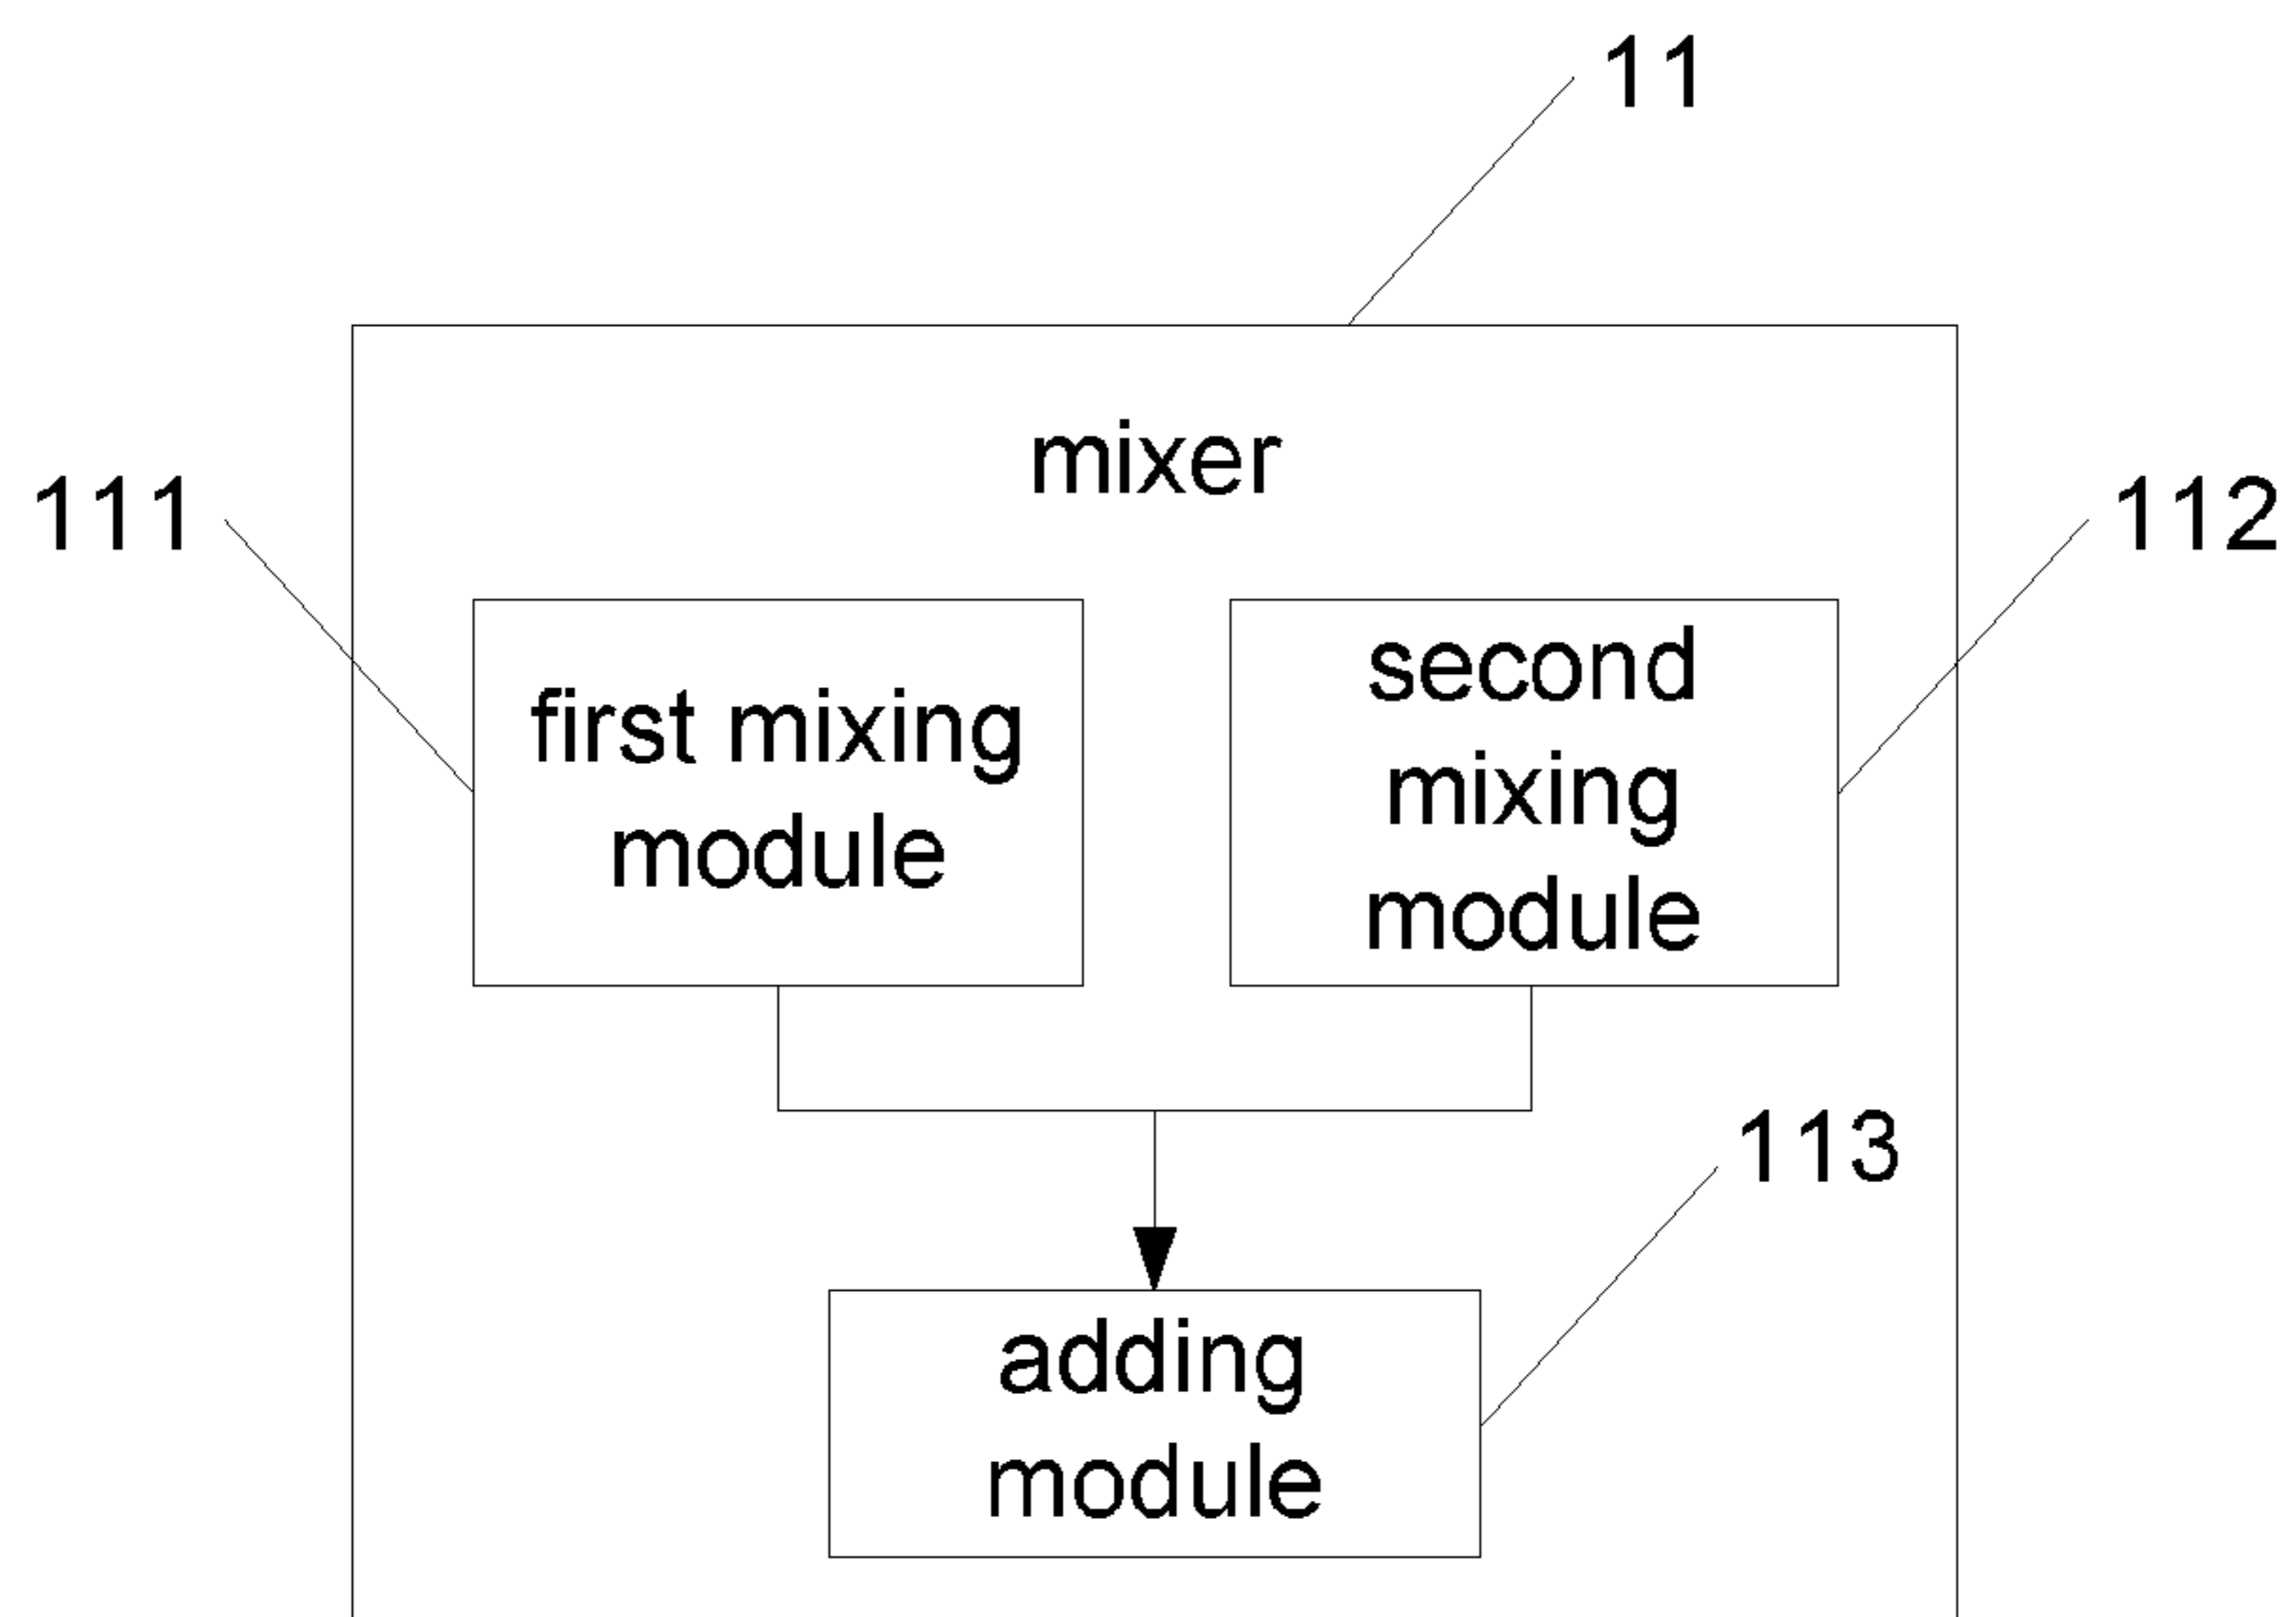 11
mixer
111
112
first mixing
module
second
mixing
module
113
adding
module